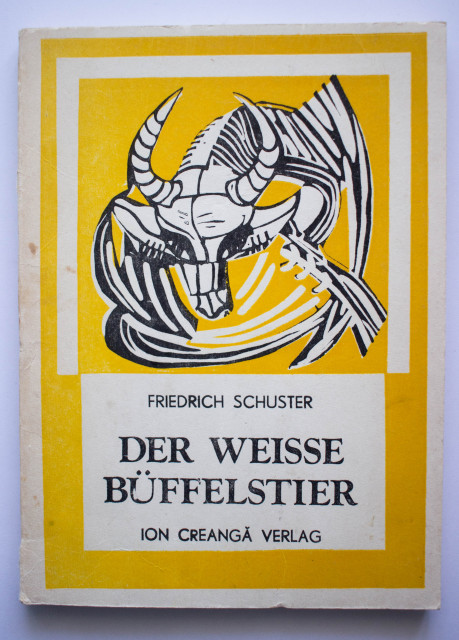 FRIEDRICH SCHUSTER
DER WEISSE
BÜFFELSTIER
ION CREANGĂ VERLAG